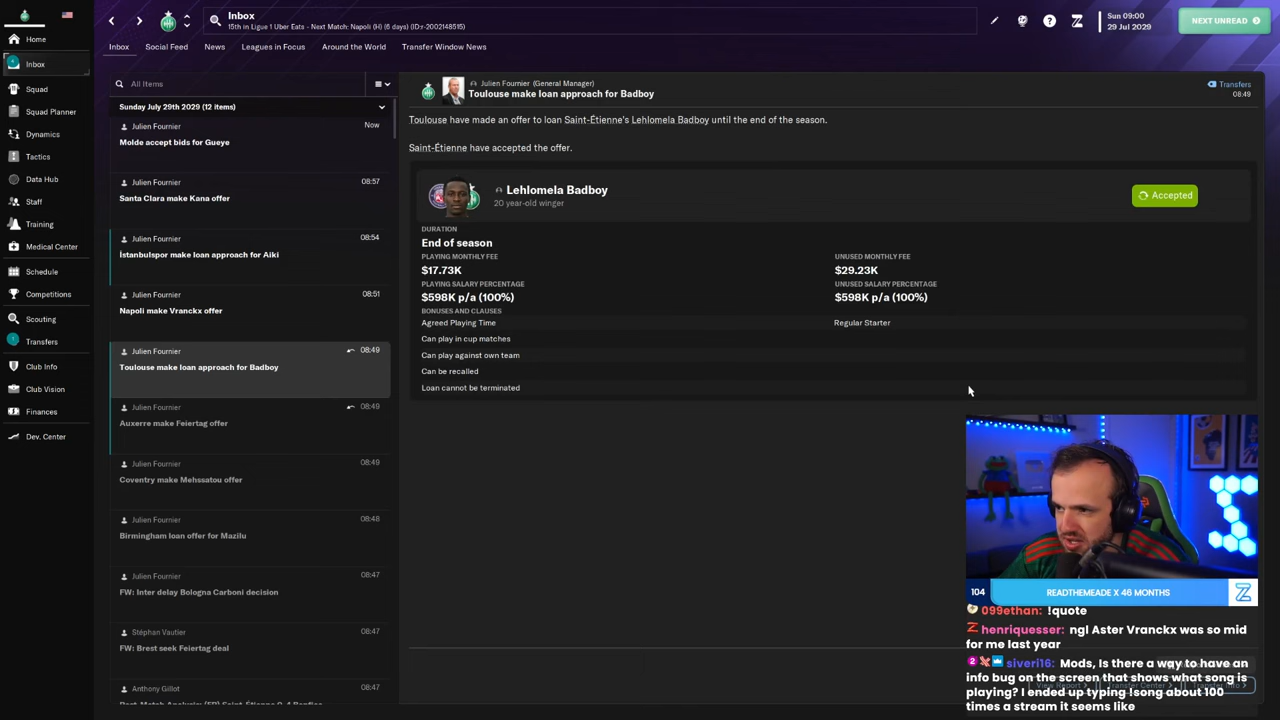 Inbox
15th in Ligue 1 Uber Eats - Next Match: Napoli (H) (6 days) (ID:r-2002148515)
Sun 09:00
29 Jul 2029
NEXT UNREAD
Inbox
Social Feed
News
Leagues in Focus
Around the World
Transfer Window News
Home
Inbox
Squad
Squad Planner
Dynamics
Tactics
Data Hub
Staff
Training
Medical Center
Schedule
Competitions
Scouting
Transfers
Club Info
Club Vision
Finances
Dev. Center
All Items
Sunday July 29th 2029 (12 items)
Julien Fournier
Now
Molde accept bids for Gueye
Julien Fournier
08:57
Santa Clara make Kana offer
Julien Fournier
08:54
İstanbulspor make loan approach for Aiki
Julien Fournier
08:51
Napoli make Vranckx offer
Julien Fournier
08:49
Toulouse make loan approach for Badboy
Julien Fournier
08:49
Auxerre make Feiertag offer
Julien Fournier
08:49
Coventry make Mehssatou offer
Julien Fournier
08:48
Birmingham loan offer for Mazilu
Julien Fournier
08:47
FW: Inter delay Bologna Carboni decision
Stéphan Vautier
08:47
FW: Brest seek Feiertag deal
Anthony Gillot
08:47
Julien Fournier (General Manager)
Toulouse make loan approach for Badboy
Transfers
08:49
Toulouse have made an offer to loan Saint-Étienne's Lehlomela Badboy until the end of the season.
Saint-Étienne have accepted the offer.
Lehlomela Badboy
20 year-old winger
Accepted
DURATION
End of season
PLAYING MONTHLY FEE
UNUSED MONTHLY FEE
$17.73K
$29.23K
PLAYING SALARY PERCENTAGE
UNUSED SALARY PERCENTAGE
$598K p/a (100%)
$598K p/a (100%)
BONUSES AND CLAUSES
Agreed Playing Time
Regular Starter
Can play in cup matches
Can play against own team
Can be recalled
Loan cannot be terminated
104
READTHEMEADE X 46 MONTHS
099ethan: !quote
henriquesser: ngl Aster Vranckx was so mid
for me last year
siveri16: Mods, Is there a way to have an
info bug on the screen that shows what song is
playing? I ended up typing !song about 100
times a stream it seems like
View Report
Transfer Center
Transfer Info